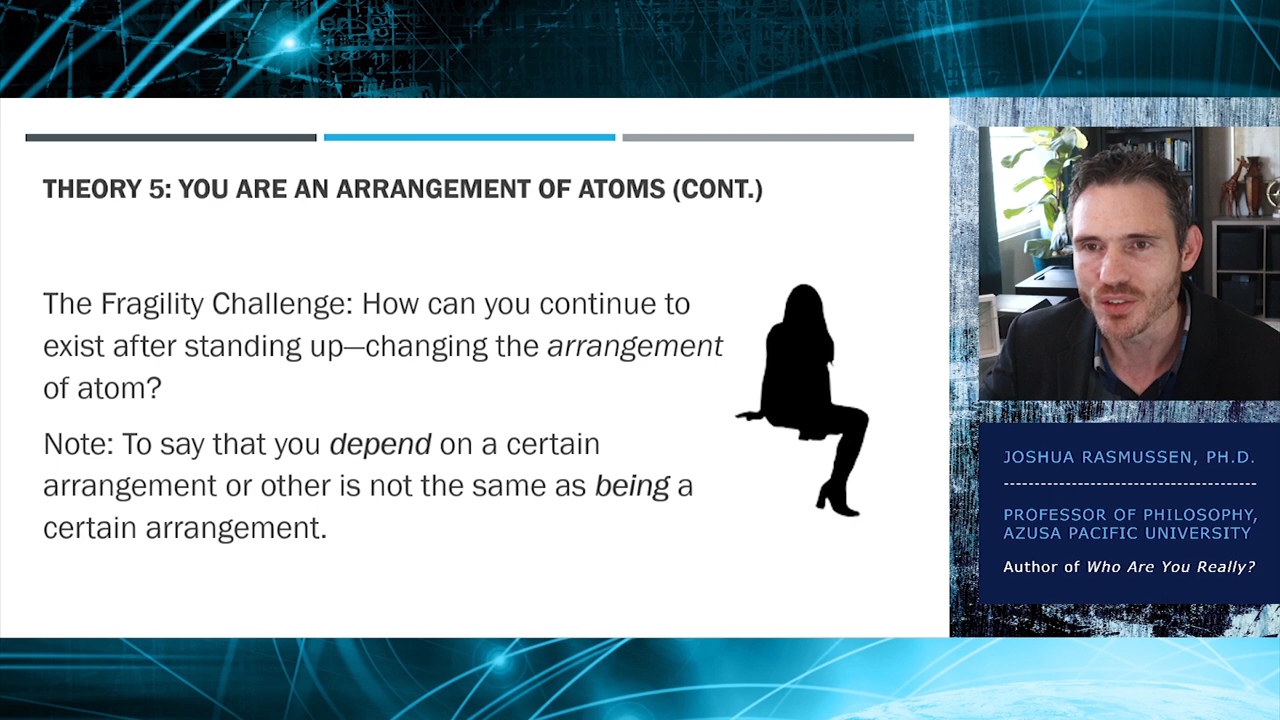 THEORY 5: YOU ARE AN ARRANGEMENT OF ATOMS (CONT.)
The Fragility Challenge: How can you continue to
exist after standing up—changing the arrangement
of atom?
Note: To say that you depend on a certain
arrangement or other is not the same as being a
certain arrangement.
JOSHUA RASMUSSEN, PH.D.
----------------------------------------
PROFESSOR OF PHILOSOPHY,
AZUSA PACIFIC UNIVERSITY
Author of Who Are You Really?